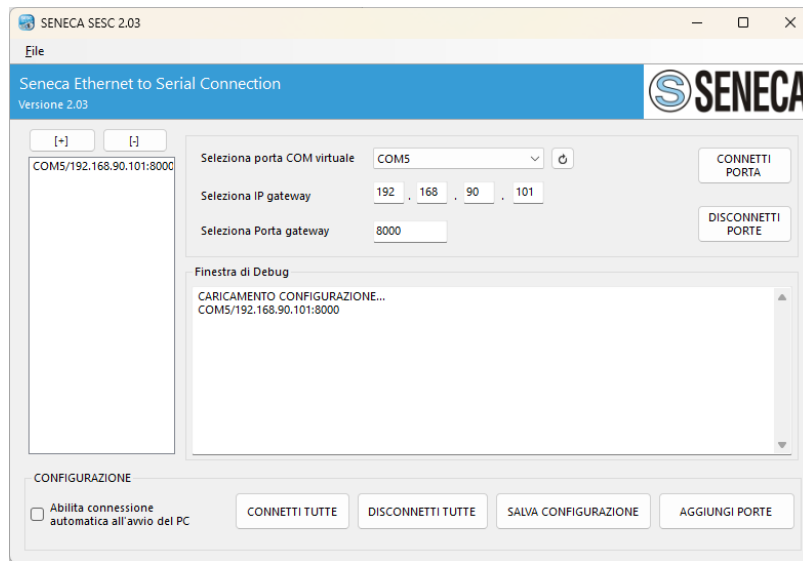 SENECA SESC 2.03
File
Seneca Ethernet to Serial Connection
Versione 2.03
S SENECA
[+] [-]
COM5/192.168.90.101:8000
Seleziona porta COM virtuale COM5
CONNETTI
PORTA
Seleziona IP gateway 192 . 168 . 90 . 101
Seleziona Porta gateway 8000
DISCONNETTI
PORTE
Finestra di Debug
CARICAMENTO CONFIGURAZIONE...
COM5/192.168.90.101:8000
CONFIGURAZIONE
Abilita connessione
automatica all'avvio del PC
CONNETTI TUTTE
DISCONNETTI TUTTE
SALVA CONFIGURAZIONE
AGGIUNGI PORTE